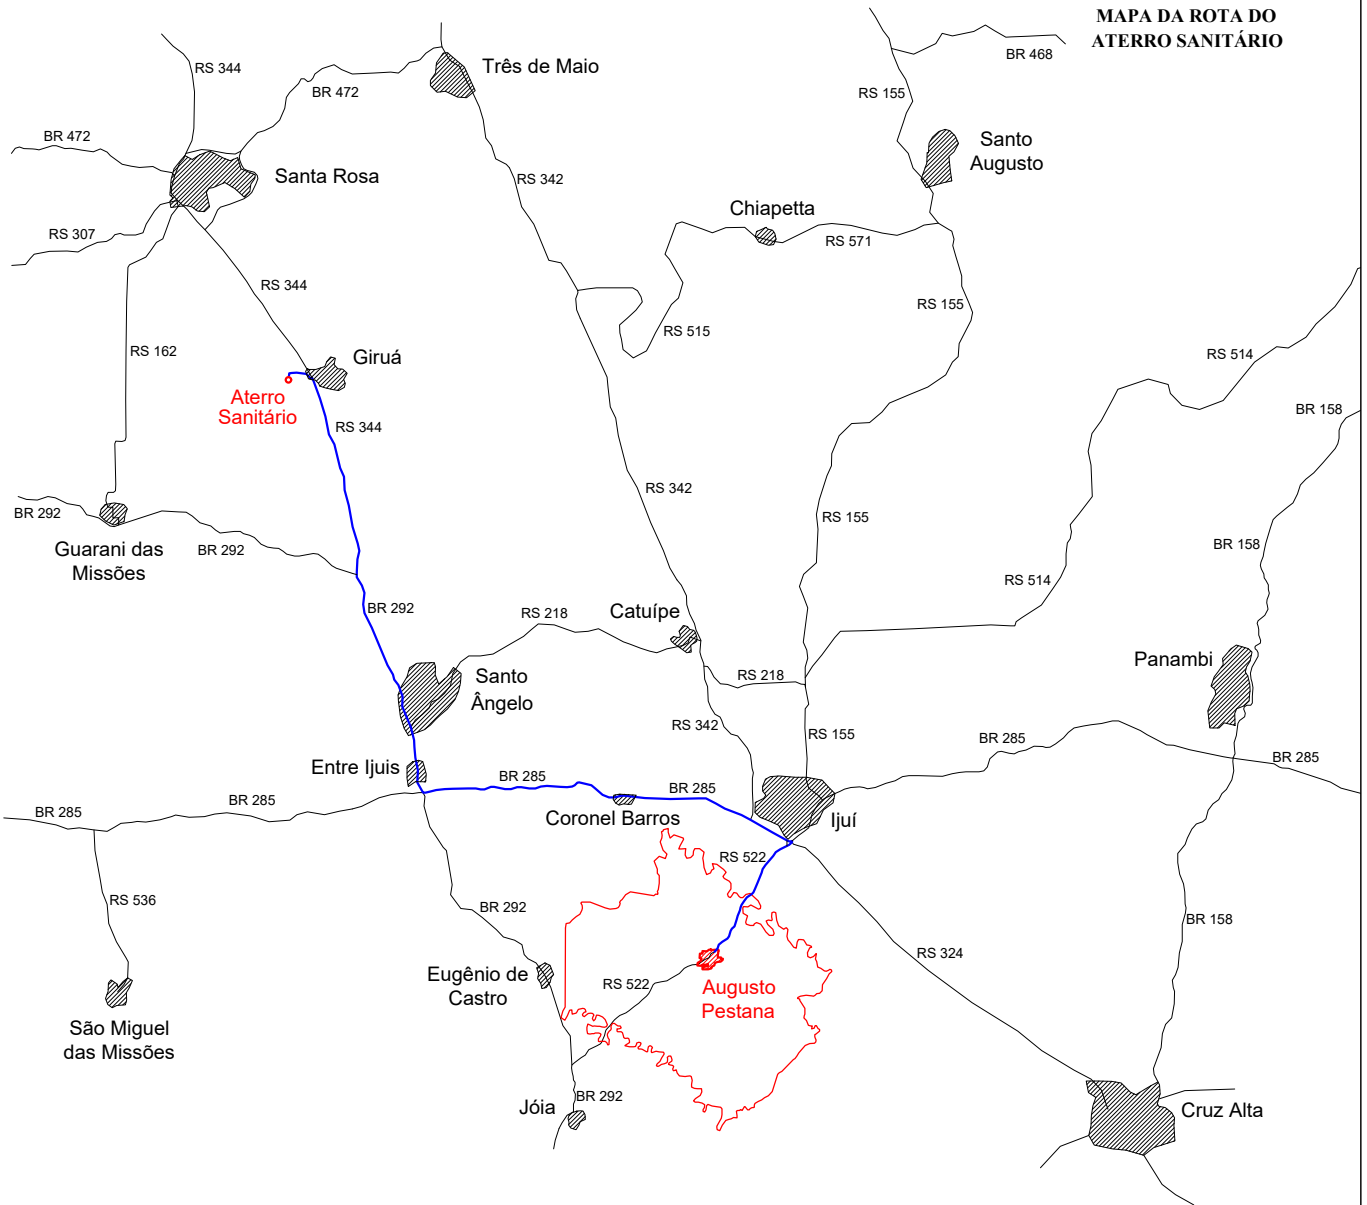 MAPA DA ROTA DO
ATERRO SANITÁRIO
BR 468
RS 344
Três de Maio
BR 472
RS 155
BR 472
Santo
Augusto
Santa Rosa
RS 342
Chiapetta
RS 307
RS 571
RS 344
RS 155
RS 515
RS 162
Giruá
RS 514
Aterro
Sanitário
RS 344
BR 158
RS 342
BR 292
RS 155
Guarani das
Missões
BR 292
BR 158
RS 514
BR 292
RS 218
Catuípe
Panambi
Santo
Ângelo
RS 218
RS 342
RS 155
BR 285
BR 285
Entre Ijuis
BR 285
BR 285
BR 285
BR 285
Coronel Barros
Ijuí
RS 522
RS 536
BR 292
BR 158
RS 324
Eugênio de
Castro
RS 522
Augusto
Pestana
São Miguel
das Missões
BR 292
Jóia
Cruz Alta